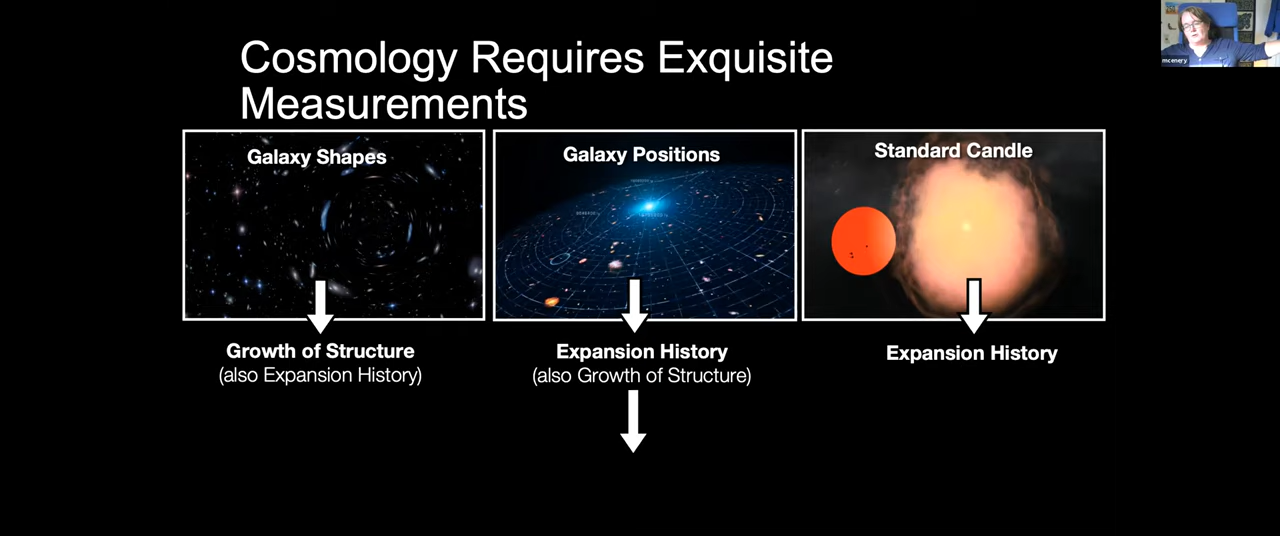 Cosmology Requires Exquisite
Measurements
Galaxy Shapes
Galaxy Positions
Standard Candle
Growth of Structure
(also Expansion History)
Expansion History
(also Growth of Structure)
Expansion History
mcenery